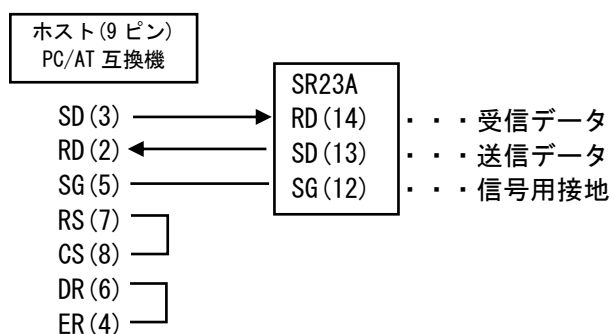 ホスト(9 ピン)
PC/AT 互換機
SR23A
SD(3) RD(14) ・・・受信データ
RD(2) SD(13) ・・・送信データ
SG(5) SG(12) ・・・信号用接地
RS(7)
CS(8)
DR(6)
ER(4)